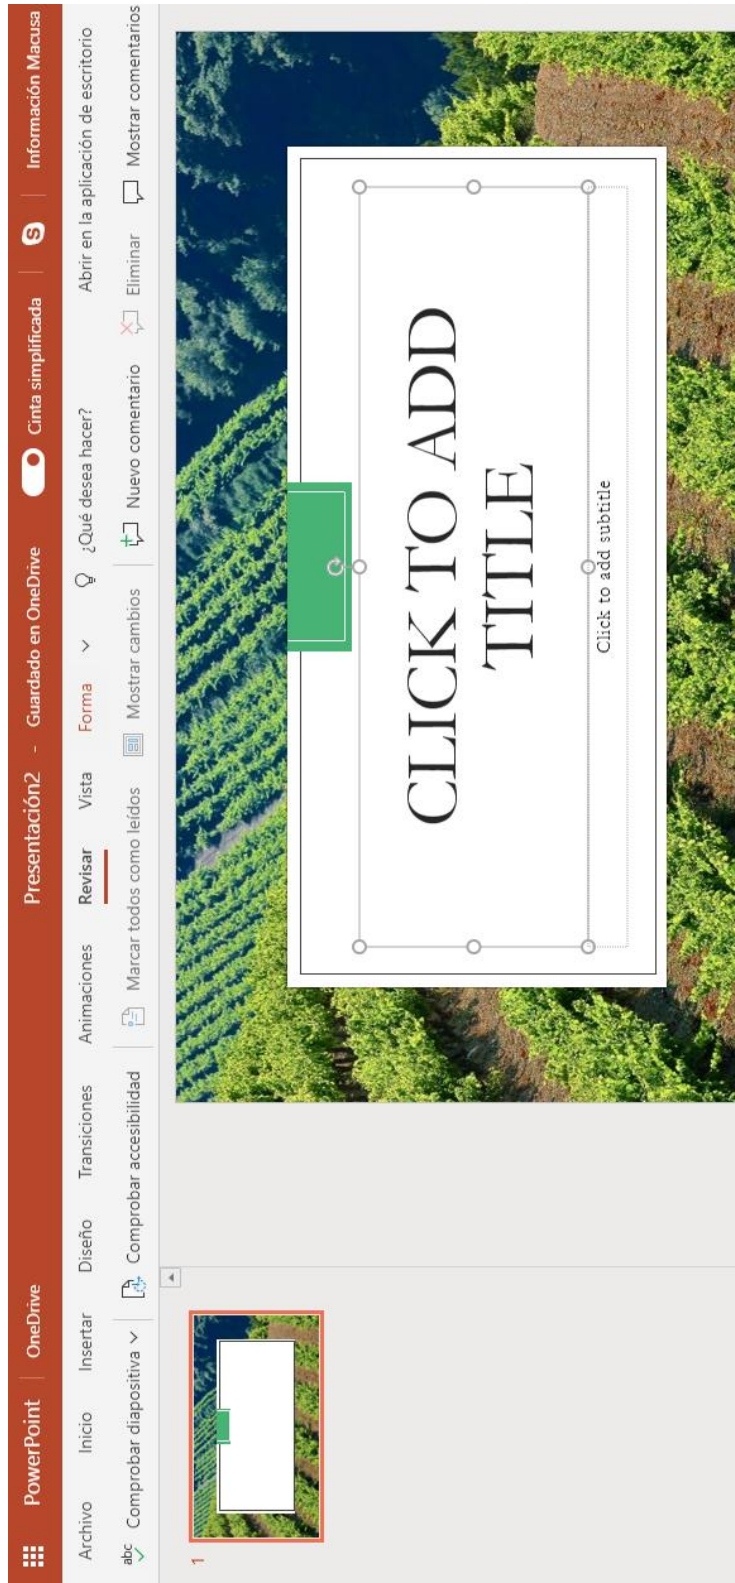 PowerPoint | OneDrive Presentación2 - Guardado en OneDrive Cinta simplificada | S | Información Macusa
Archivo Inicio Insertar Diseño Transiciones Animaciones Revisar Vista Forma ¿Qué desea hacer? Abrir en la aplicación de escritorio
abc Comprobar diapositiva Comprobar accesibilidad Marcar todos como leídos Mostrar cambios Nuevo comentario Eliminar Mostrar comentarios
1
CLICK TO ADD
TITLE
Click to add subtitle